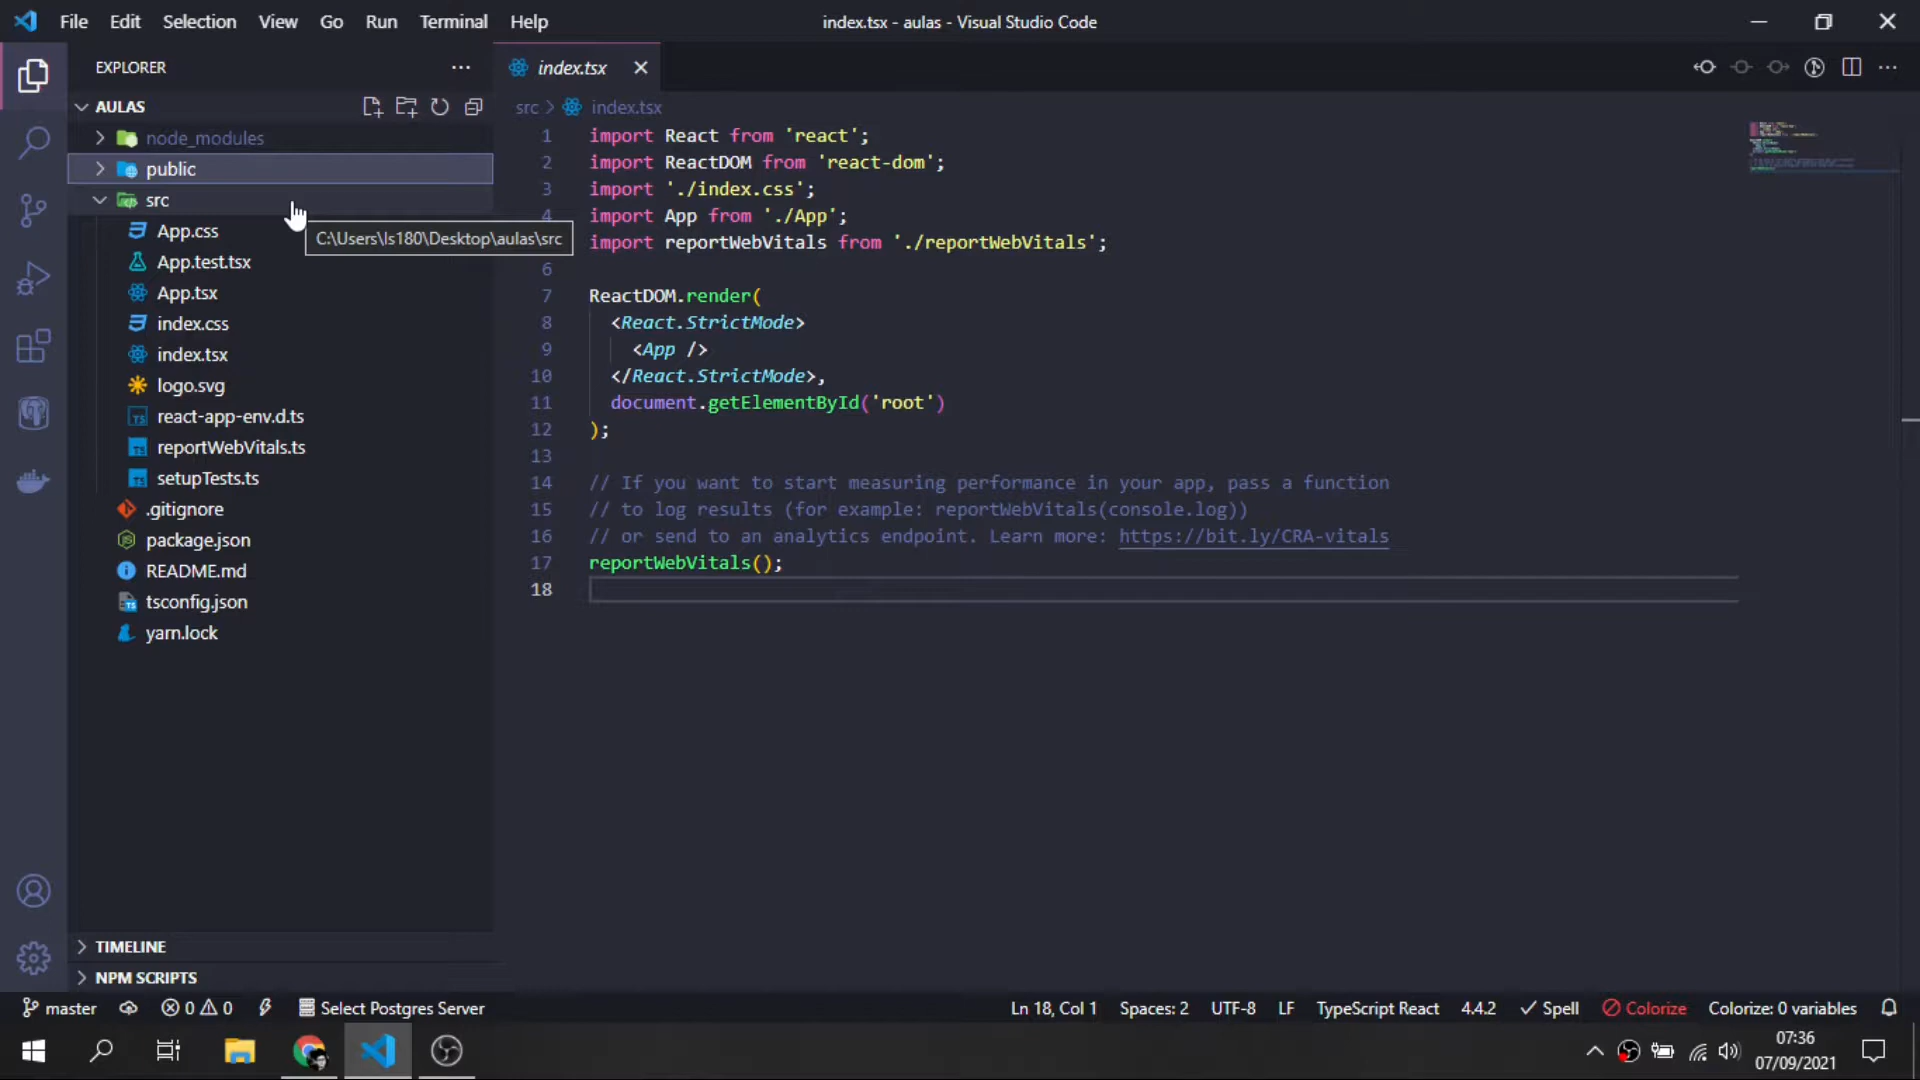 File Edit Selection View Go Run Terminal Help
index.tsx - aulas - Visual Studio Code
EXPLORER
AULAS
node_modules
public
src
C:\Users\ls180\Desktop\aulas\src
App.css
App.test.tsx
App.tsx
index.css
index.tsx
logo.svg
react-app-env.d.ts
reportWebVitals.ts
setupTests.ts
.gitignore
package.json
README.md
tsconfig.json
yarn.lock
TIMELINE
NPM SCRIPTS
index.tsx
src > index.tsx
1 import React from 'react';
2 import ReactDOM from 'react-dom';
3 import './index.css';
4 import App from './App';
import reportWebVitals from './reportWebVitals';
6
7 ReactDOM.render(
8 <React.StrictMode>
9 <App />
10 </React.StrictMode>,
11 document.getElementById('root')
12 );
13
14 // If you want to start measuring performance in your app, pass a function
15 // to log results (for example: reportWebVitals(console.log))
16 // or send to an analytics endpoint. Learn more: https://bit.ly/CRA-vitals
17 reportWebVitals();
18
master 0 0 Select Postgres Server Ln 18, Col 1 Spaces: 2 UTF-8 LF TypeScript React 4.4.2 Spell Colorize Colorize: 0 variables
07:36
07/09/2021